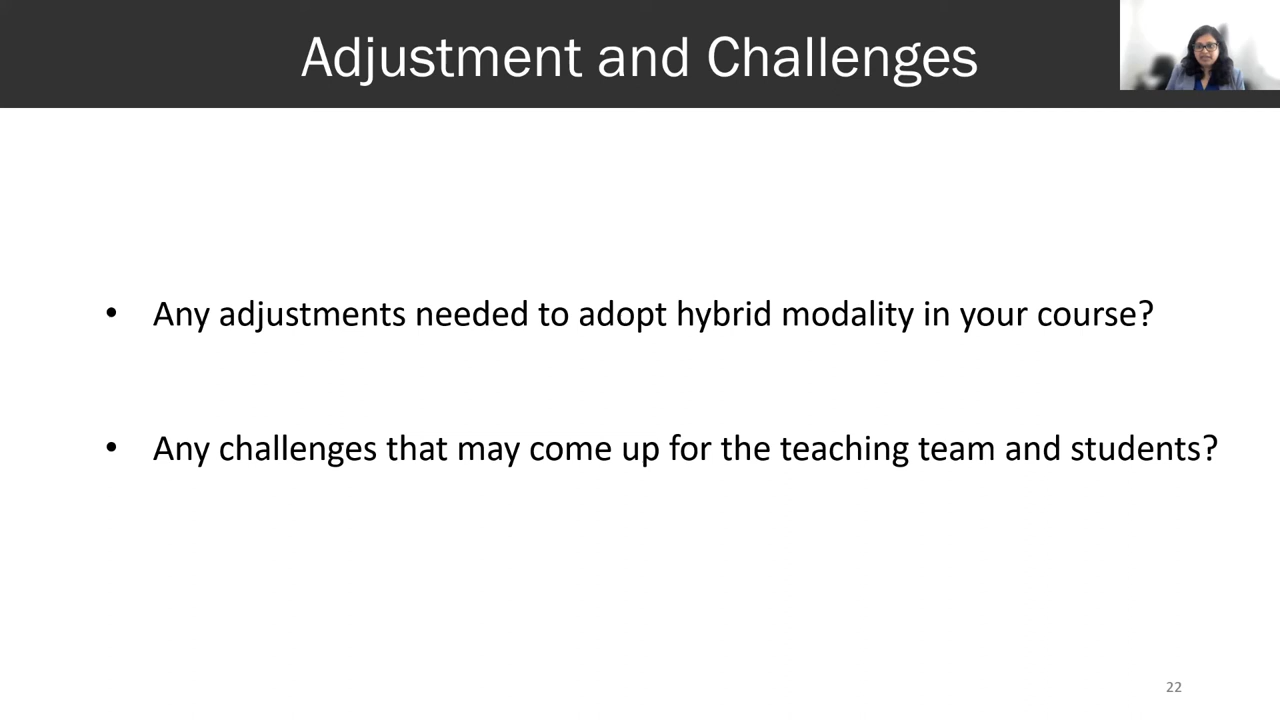 Adjustment and Challenges
• Any adjustments needed to adopt hybrid modality in your course?
• Any challenges that may come up for the teaching team and students?
22